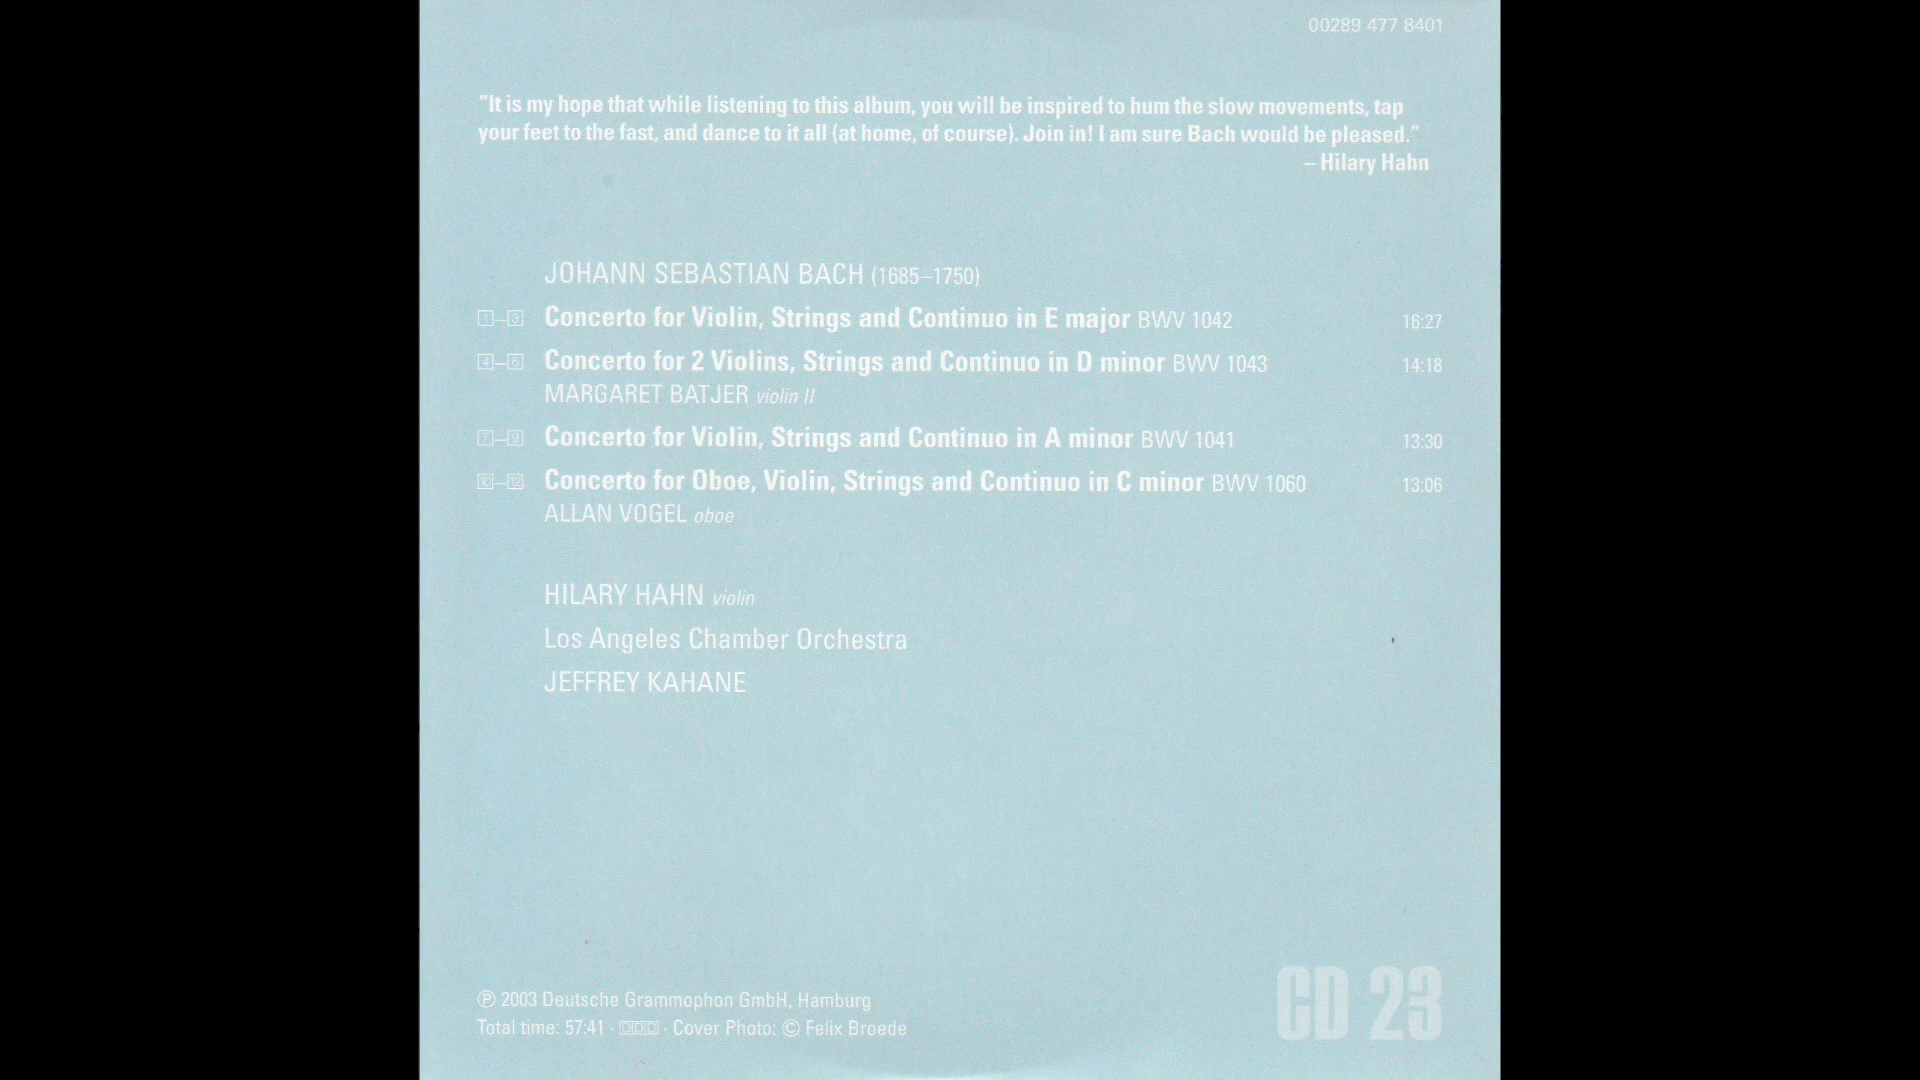 00289 477 8401
"It is my hope that while listening to this album, you will be inspired to hum the slow movements, tap
your feet to the fast, and dance to it all (at home, of course). Join in! I am sure Bach would be pleased."
– Hilary Hahn
JOHANN SEBASTIAN BACH (1685–1750)
1–3 Concerto for Violin, Strings and Continuo in E major BWV 1042 16:27
4–6 Concerto for 2 Violins, Strings and Continuo in D minor BWV 1043 14:18
MARGARET BATJER violin II
7–9 Concerto for Violin, Strings and Continuo in A minor BWV 1041 13:30
10–12 Concerto for Oboe, Violin, Strings and Continuo in C minor BWV 1060 13:06
ALLAN VOGEL oboe
HILARY HAHN violin
Los Angeles Chamber Orchestra
JEFFREY KAHANE
℗ 2003 Deutsche Grammophon GmbH, Hamburg
Total time: 57:41 · DDD · Cover Photo: © Felix Broede
CD 23